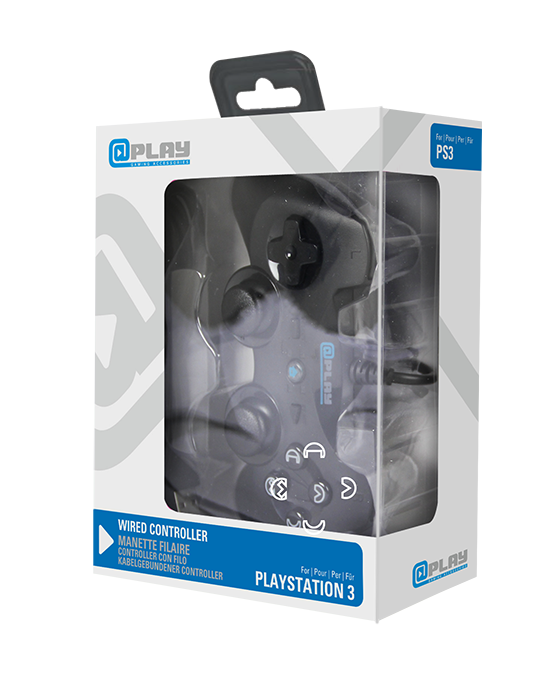 @PLAY
GAMING ACCESSORIES
For | Pour | Per | Für
PS3
L
@PLAY
WIRED CONTROLLER
MANETTE FILAIRE
CONTROLLER CON FILO
KABELGEBUNDENER CONTROLLER
For | Pour | Per | Für
PLAYSTATION 3
@PLAY
GAMING ACCESSORIES